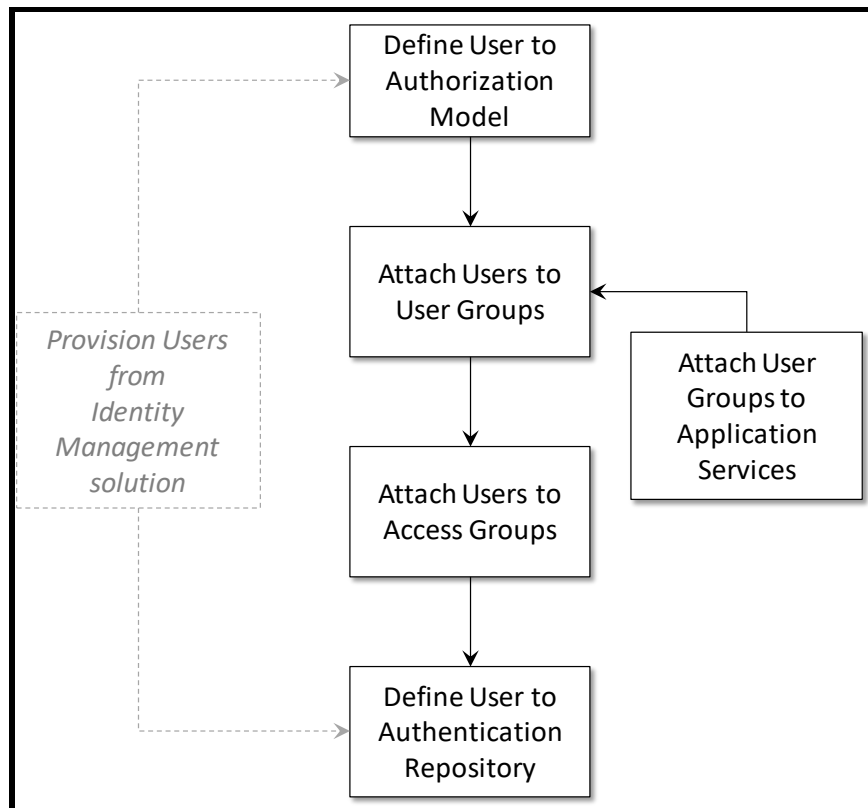 Define User to
Authorization
Model
Attach Users to
User Groups
Provision Users
from
Identity
Management
solution
Attach User
Groups to
Application
Services
Attach Users to
Access Groups
Define User to
Authentication
Repository